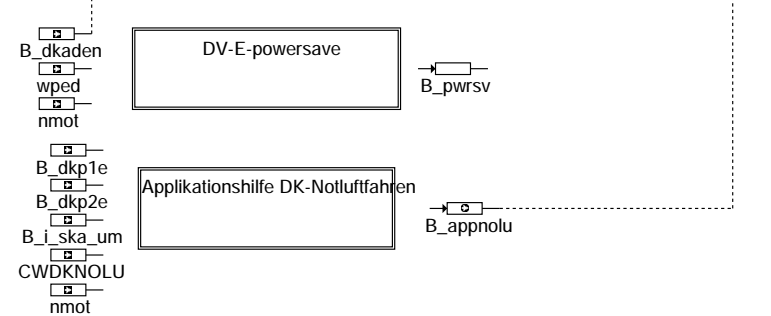 B_dkaden
wped
nmot
DV-E-powersave
B_pwrsv
B_dkp1e
B_dkp2e
B_i_ska_um
CWDKNOLU
nmot
Applikationshilfe DK-Notluftfahren
B_appnolu